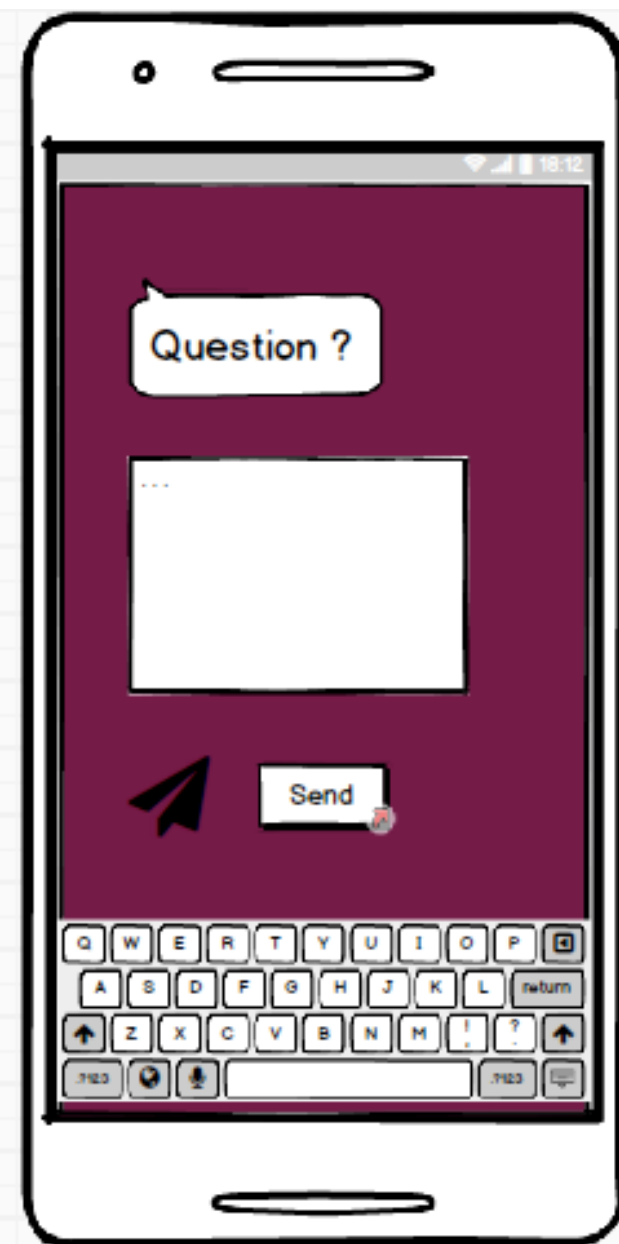 18:12
Question ?
...
Send
Q W E R T Y U I O P
A S D F G H J K L return
Z X C V B N M ! , ? .
.?123 .?123